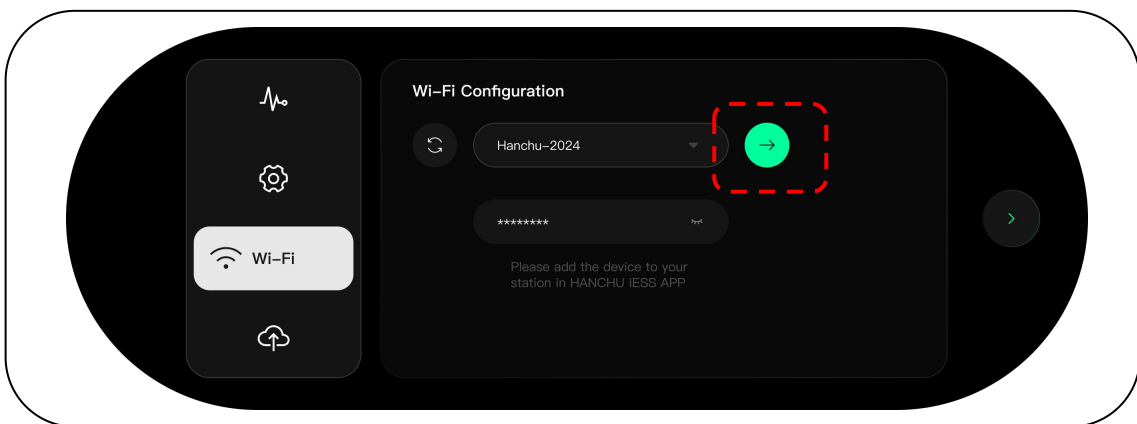 Wi-Fi Configuration
Hanchu-2024
Wi-Fi
********
Please add the device to your
station in HANCHU iESS APP